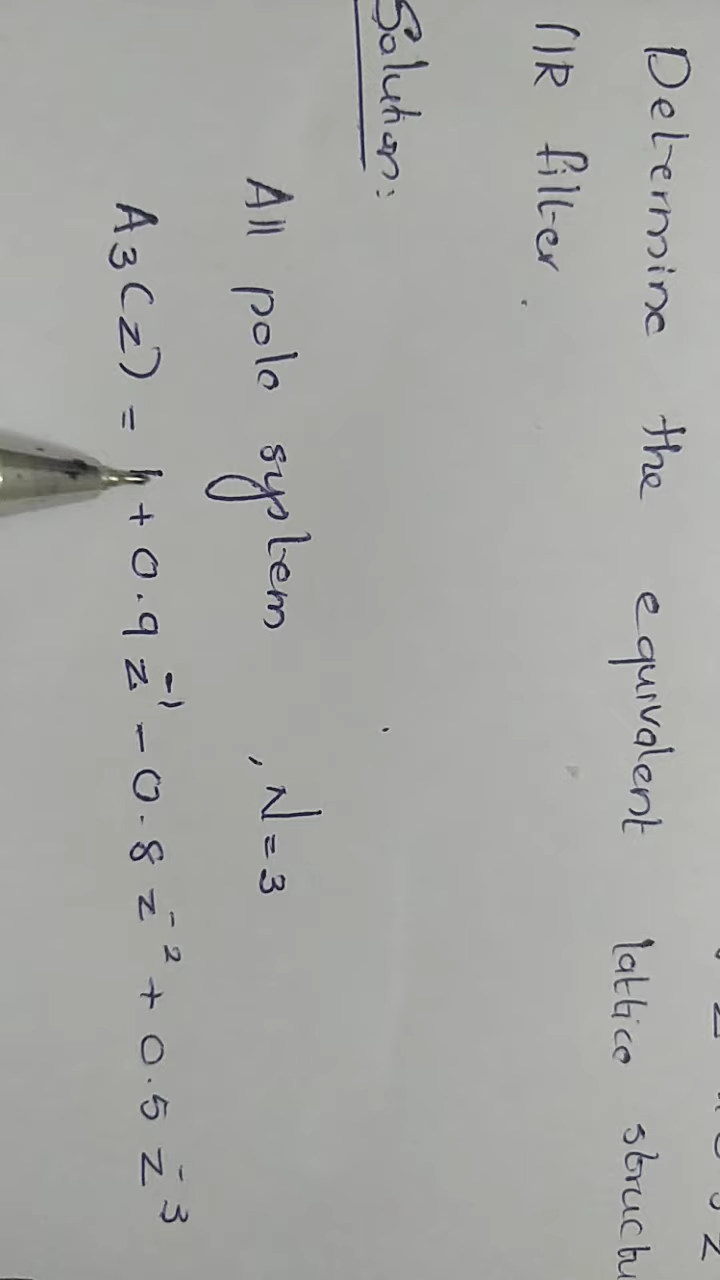 Determine the equivalent lattice
IIR filter.
Solution:
All pole system, N=3
A₃(z) = 1 + 0.9 z⁻¹ - 0.8 z⁻² + 0.5 z⁻³